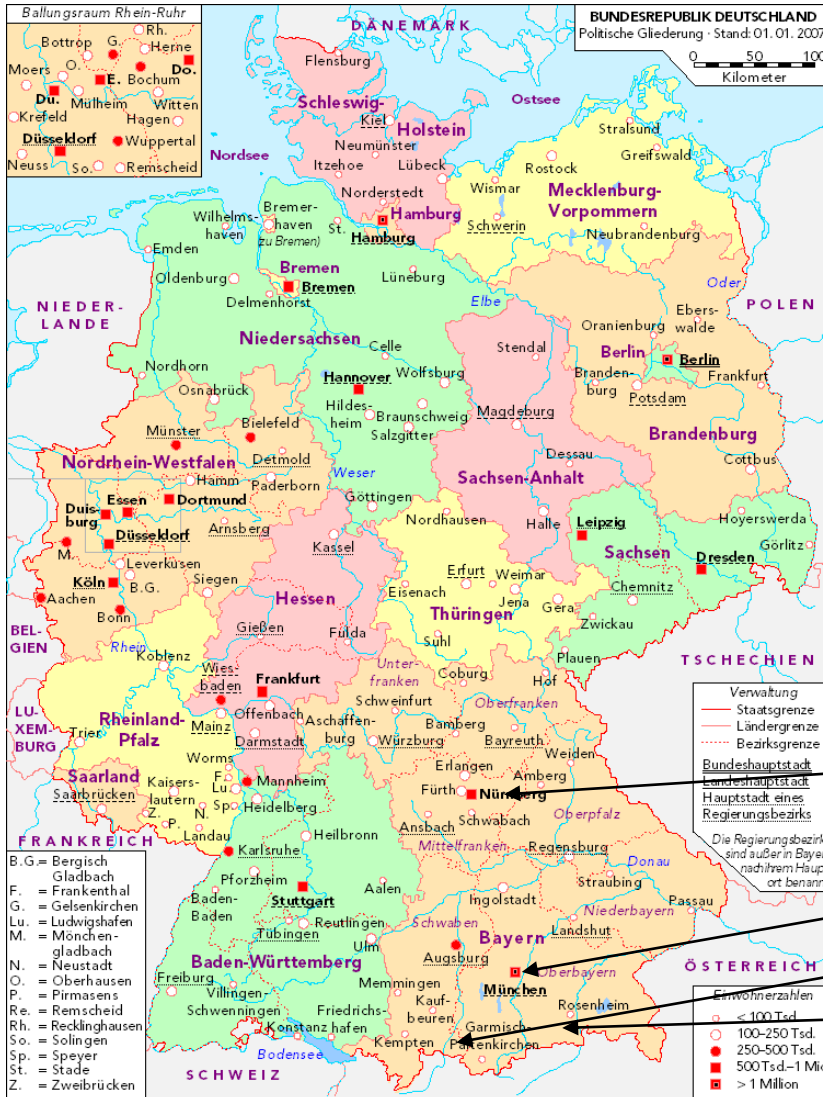 Ballungsraum Rhein-Ruhr
Rh.
Bottrop
G.
Herne
Moers
O.
E.
Bochum
Do.
Du.
Mülheim
Witten
Krefeld
Hagen
Düsseldorf
Wuppertal
Neuss
So.
Remscheid
DÄNEMARK
BUNDESREPUBLIK DEUTSCHLAND
Politische Gliederung · Stand: 01. 01. 2007
0 50 100
Kilometer
Flensburg
Schleswig-
Holstein
Ostsee
Kiel
Nordsee
Neumünster
Itzehoe
Lübeck
Norderstedt
Stralsund
Greifswald
Rostock
Wismar
Mecklenburg-
Vorpommern
Schwerin
Neubrandenburg
Hamburg
Hamburg
Bremer-
haven
(zu Bremen)
St.
Wilhelms-
haven
Emden
Oldenburg
Bremen
Bremen
Delmenhorst
Lüneburg
Elbe
Oder
NIEDER-
LANDE
POLEN
Niedersachsen
Celle
Nordhorn
Osnabrück
Hannover
Wolfsburg
Hildes-
heim
Braunschweig
Salzgitter
Stendal
Oranienburg
Ebers-
walde
Berlin
Berlin
Branden-
burg
Potsdam
Frankfurt
Magdeburg
Brandenburg
Cottbus
Bielefeld
Münster
Detmold
Nordrhein-Westfalen
Weser
Hamm
Paderborn
Essen
Dortmund
Duis-
burg
Arnsberg
Düsseldorf
M.
Leverkusen
Köln
B.G.
Siegen
Aachen
Bonn
Göttingen
Sachsen-Anhalt
Dessau
Nordhausen
Halle
Leipzig
Hoyerswerda
Görlitz
Sachsen
Dresden
Kassel
Erfurt
Weimar
Eisenach
Jena
Gera
Chemnitz
Thüringen
Zwickau
Suhl
Plauen
Hessen
Gießen
Fulda
BEL-
GIEN
Rhein
Koblenz
TSCHECHIEN
Wies-
baden
Frankfurt
Unter-
franken
Coburg
Hof
Schweinfurt
Oberfranken
LU-
XEM-
BURG
Rheinland-
Pfalz
Offenbach
Mainz
Aschaffen-
burg
Bamberg
Trier
Darmstadt
Würzburg
Bayreuth
Weiden
Worms
Saarland
Kaisers-
lautern
F.
Lu.
Mannheim
Saarbrücken
Sp.
Heidelberg
Z.
P.
N.
Landau
Erlangen
Fürth
Nürnberg
Amberg
Ansbach
Schwabach
Oberpfalz
Mittelfranken
Regensburg
Donau
Heilbronn
FRANKREICH
Karlsruhe
Pforzheim
Stuttgart
Aalen
Baden-
Baden
Ingolstadt
Straubing
Passau
Niederbayern
Tübingen
Reutlingen
Schwaben
Landshut
Ulm
Bayern
Baden-Württemberg
Augsburg
Oberbayern
München
ÖSTERREICH
Freiburg
Villingen-
Schwenningen
Memmingen
Kauf-
beuren
Rosenheim
Friedrichs-
hafen
Konstanz
Garmisch-
Partenkirchen
Kempten
Bodensee
SCHWEIZ
Verwaltung
Staatsgrenze
Ländergrenze
Bezirksgrenze
Bundeshauptstadt
Landeshauptstadt
Hauptstadt eines
Regierungsbezirks
Die Regierungsbezirk
sind außer in Bayer
nach ihrem Haup
ort benann
Einwohnerzahlen
< 100 Tsd.
100–250 Tsd.
250–500 Tsd.
500 Tsd.–1 Mio
> 1 Million
B.G.= Bergisch
Gladbach
F. = Frankenthal
G. = Gelsenkirchen
Lu. = Ludwigshafen
M. = Mönchen-
gladbach
N. = Neustadt
O. = Oberhausen
P. = Pirmasens
Re. = Remscheid
Rh. = Recklinghausen
So. = Solingen
Sp. = Speyer
St. = Stade
Z. = Zweibrücken